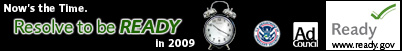 Now's the Time.
Resolve to be READY
in 2009
Ad
Council
Ready
www.ready.gov